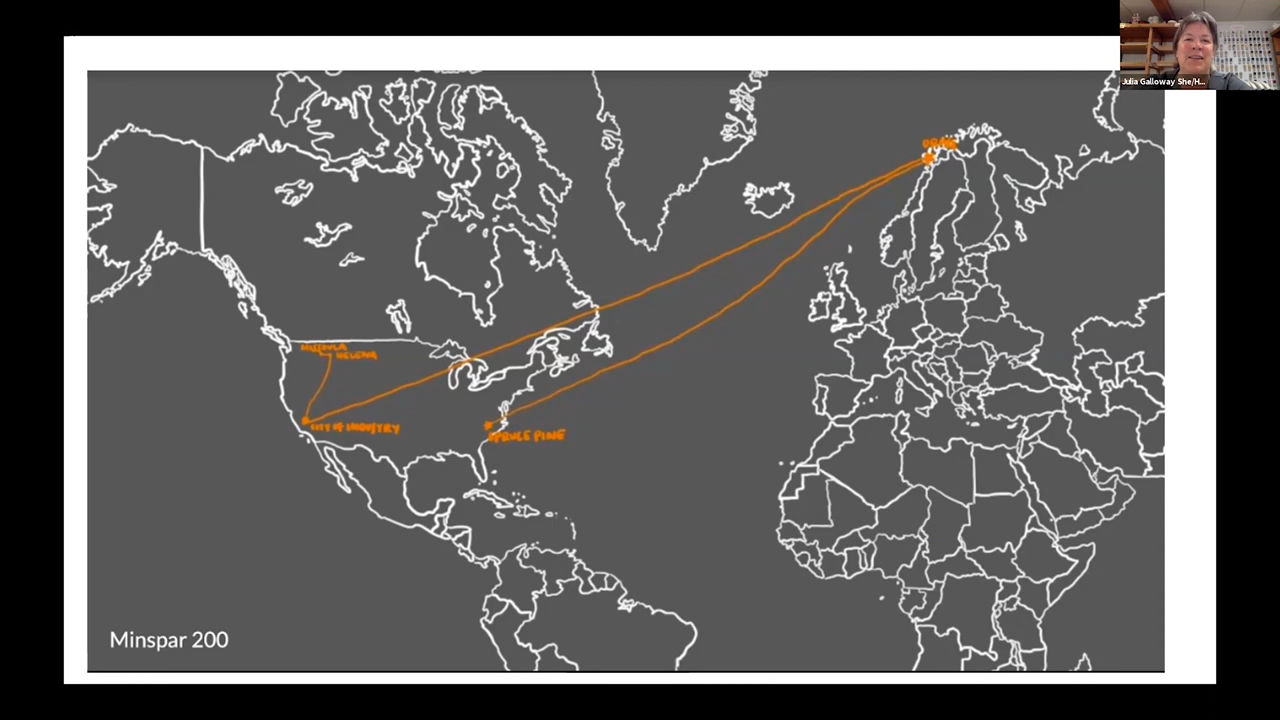 Julia Galloway She/H...
MISSOULA
HELENA
CITY OF INDUSTRY
SPRUCE PINE
Minspar 200